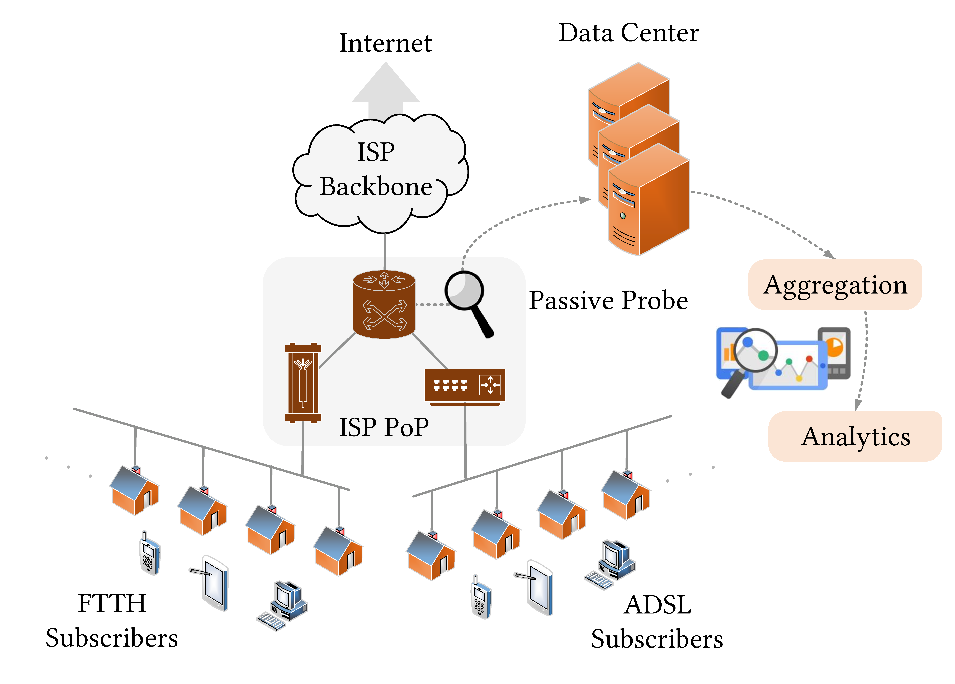 Internet
Data Center
ISP
Backbone
Passive Probe
Aggregation
ISP PoP
Analytics
FTTH
Subscribers
ADSL
Subscribers